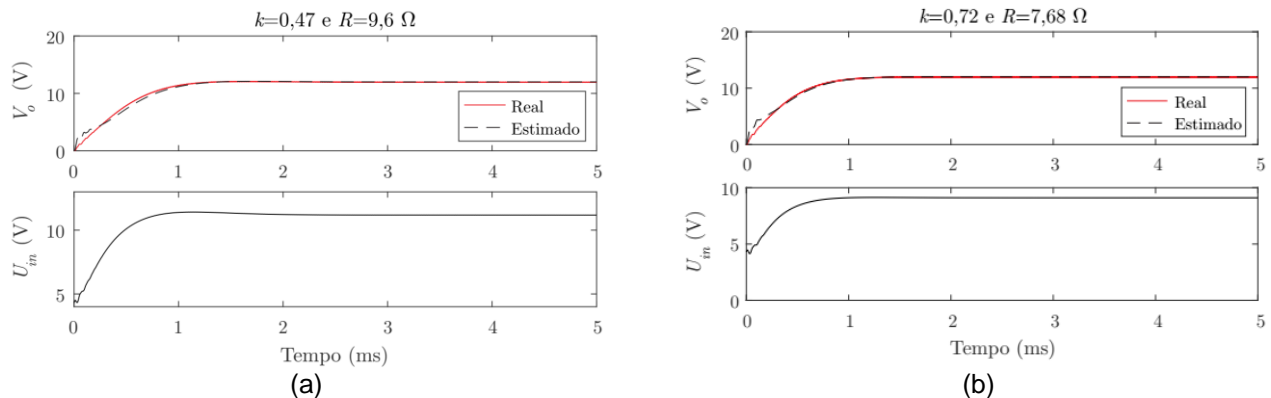 k=0,47 e R=9,6 Ω
20
10
0
V_o (V)
Real
Estimado
0 1 2 3 4 5
10
5
U_in (V)
0 1 2 3 4 5
Tempo (ms)
(a)
k=0,72 e R=7,68 Ω
20
10
0
V_o (V)
Real
Estimado
0 1 2 3 4 5
10
5
0
U_in (V)
0 1 2 3 4 5
Tempo (ms)
(b)